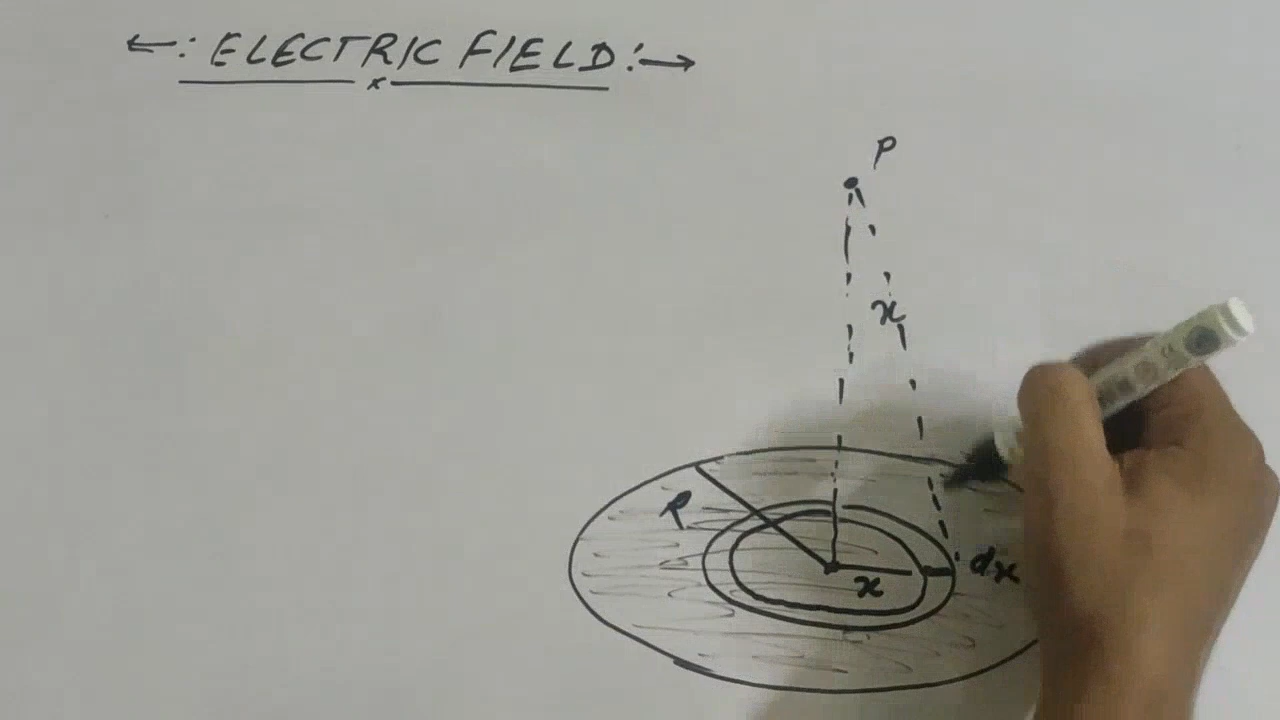 ←: ELECTRIC FIELD :→
P
x
R
x
dx